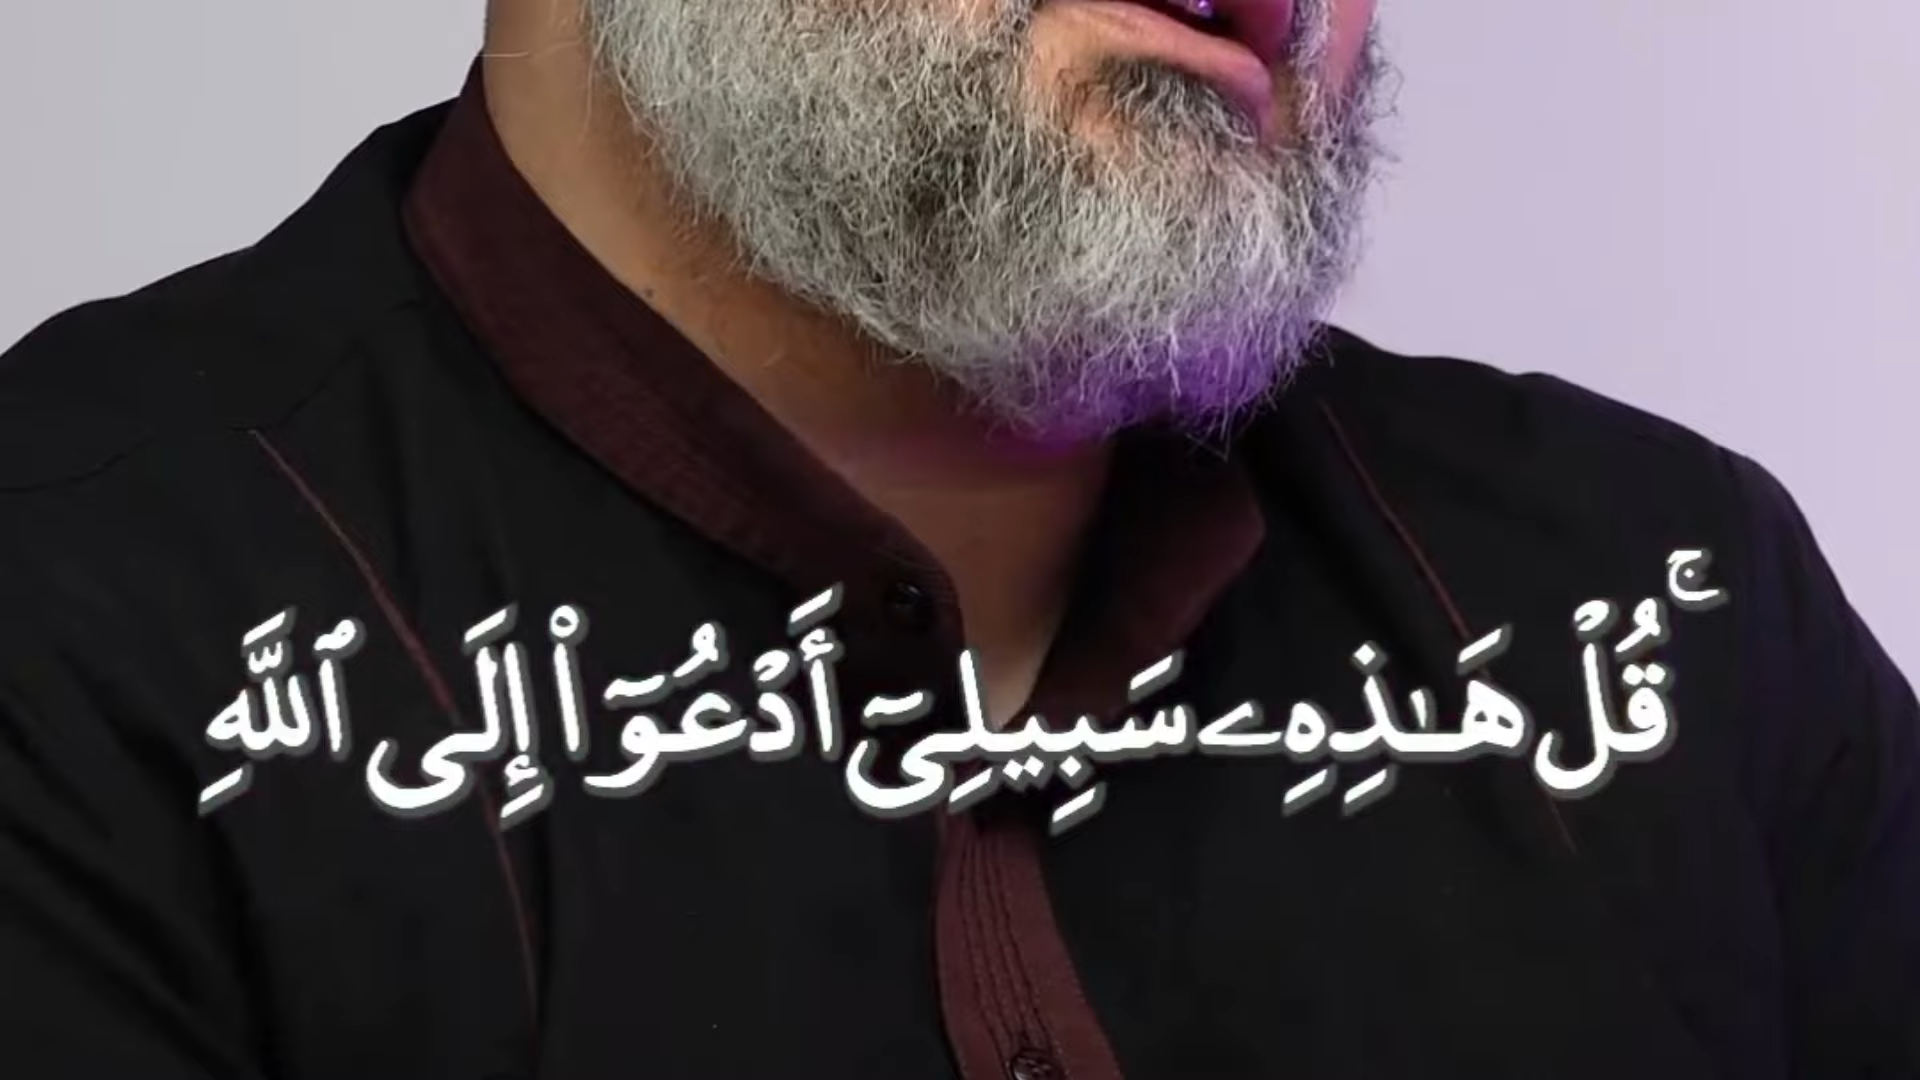 قُلْ هَـٰذِهِۦ سَبِيلِىٓ أَدْعُوٓا۟ إِلَى ٱللَّهِ ۚ